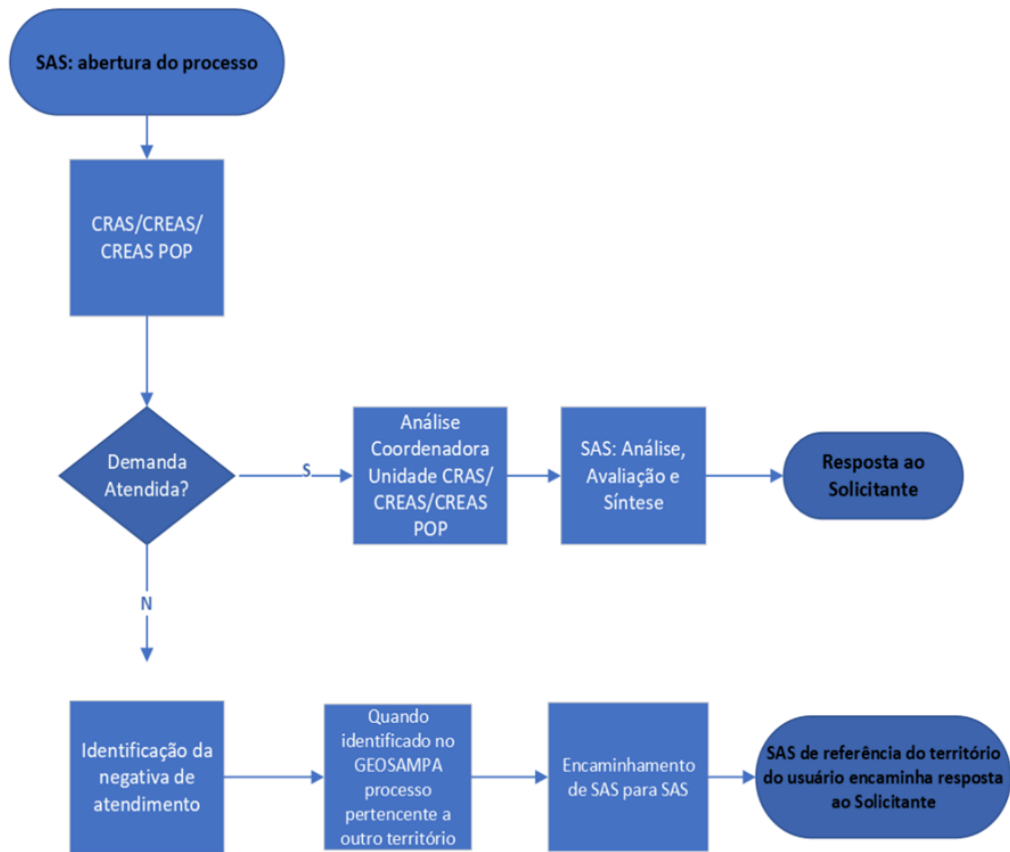 SAS: abertura do processo
CRAS/CREAS/
CREAS POP
Demanda
Atendida?
S
Análise
Coordenadora
Unidade CRAS/
CREAS/CREAS
POP
SAS: Análise,
Avaliação e
Síntese
Resposta ao
Solicitante
N
Identificação da
negativa de
atendimento
Quando
identificado no
GEOSAMPA
processo
pertencente a
outro território
Encaminhamento
de SAS para SAS
SAS de referência do território
do usuário encaminha resposta
ao Solicitante